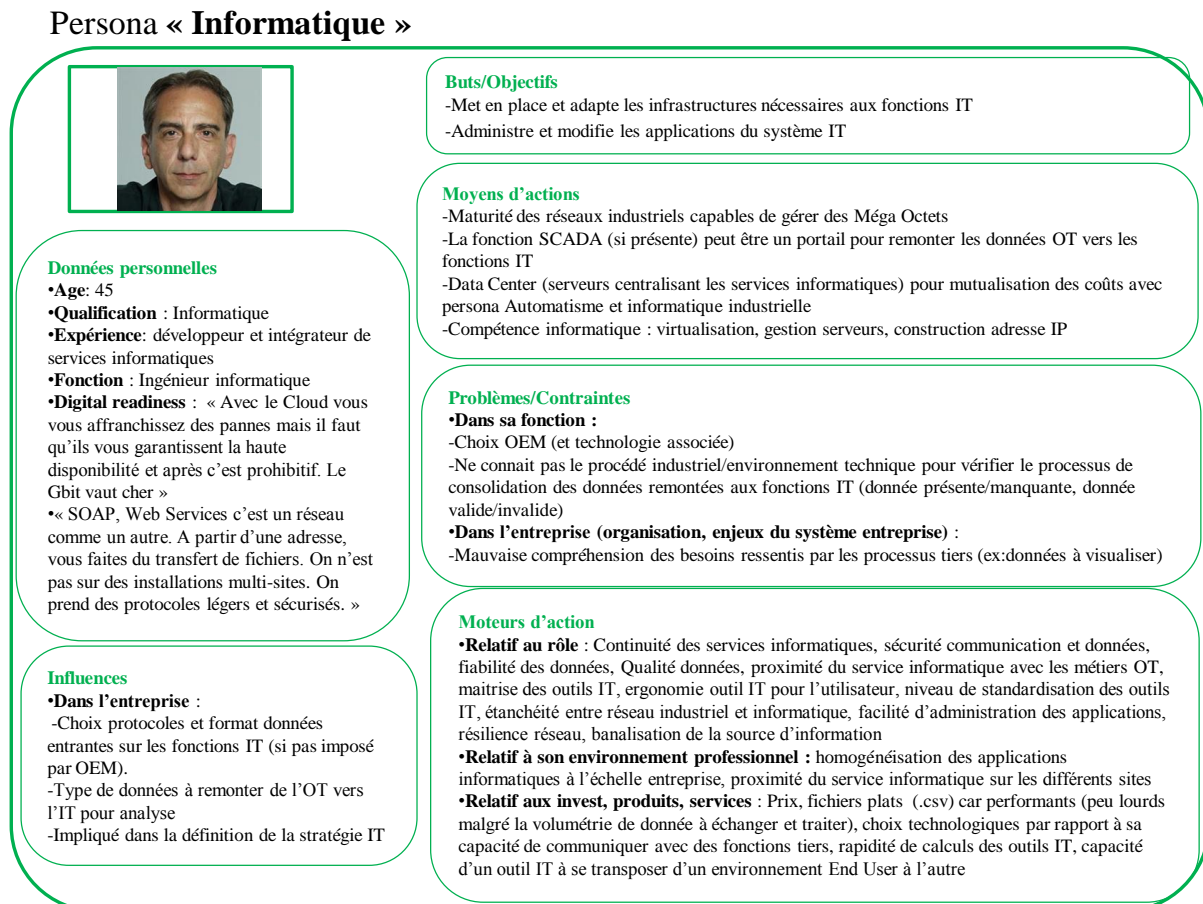 Persona « Informatique »
Données personnelles
•Age: 45
•Qualification : Informatique
•Expérience: développeur et intégrateur de
services informatiques
•Fonction : Ingénieur informatique
•Digital readiness : « Avec le Cloud vous
vous affranchissez des pannes mais il faut
qu’ils vous garantissent la haute
disponibilité et après c’est prohibitif. Le
Gbit vaut cher »
•« SOAP, Web Services c’est un réseau
comme un autre. A partir d’une adresse,
vous faites du transfert de fichiers. On n’est
pas sur des installations multi-sites. On
prend des protocoles légers et sécurisés. »
Influences
•Dans l’entreprise :
-Choix protocoles et format données
entrantes sur les fonctions IT (si pas imposé
par OEM).
-Type de données à remonter de l’OT vers
l’IT pour analyse
-Impliqué dans la définition de la stratégie IT
Buts/Objectifs
-Met en place et adapte les infrastructures nécessaires aux fonctions IT
-Administre et modifie les applications du système IT
Moyens d’actions
-Maturité des réseaux industriels capables de gérer des Méga Octets
-La fonction SCADA (si présente) peut être un portail pour remonter les données OT vers les
fonctions IT
-Data Center (serveurs centralisant les services informatiques) pour mutualisation des coûts avec
persona Automatisme et informatique industrielle
-Compétence informatique : virtualisation, gestion serveurs, construction adresse IP
Problèmes/Contraintes
•Dans sa fonction :
-Choix OEM (et technologie associée)
-Ne connait pas le procédé industriel/environnement technique pour vérifier le processus de
consolidation des données remontées aux fonctions IT (donnée présente/manquante, donnée
valide/invalide)
•Dans l’entreprise (organisation, enjeux du système entreprise) :
-Mauvaise compréhension des besoins ressentis par les processus tiers (ex:données à visualiser)
Moteurs d’action
•Relatif au rôle : Continuité des services informatiques, sécurité communication et données,
fiabilité des données, Qualité données, proximité du service informatique avec les métiers OT,
maitrise des outils IT, ergonomie outil IT pour l’utilisateur, niveau de standardisation des outils
IT, étanchéité entre réseau industriel et informatique, facilité d’administration des applications,
résilience réseau, banalisation de la source d’information
•Relatif à son environnement professionnel : homogénéisation des applications
informatiques à l’échelle entreprise, proximité du service informatique sur les différents sites
•Relatif aux invest, produits, services : Prix, fichiers plats (.csv) car performants (peu lourds
malgré la volumétrie de donnée à échanger et traiter), choix technologiques par rapport à sa
capacité de communiquer avec des fonctions tiers, rapidité de calculs des outils IT, capacité
d’un outil IT à se transposer d’un environnement End User à l’autre